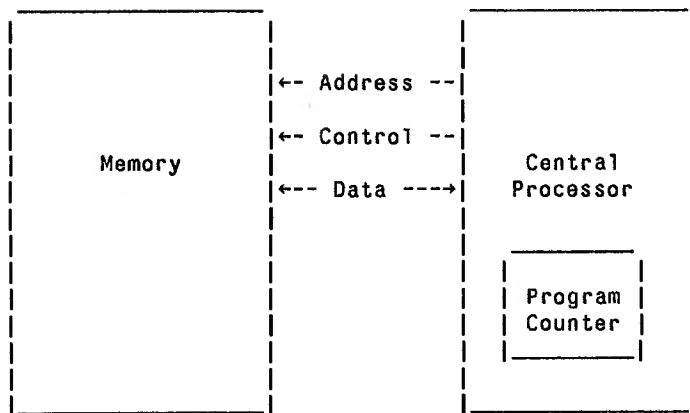 Address
Control
Memory
Central
Processor
Data
Program
Counter